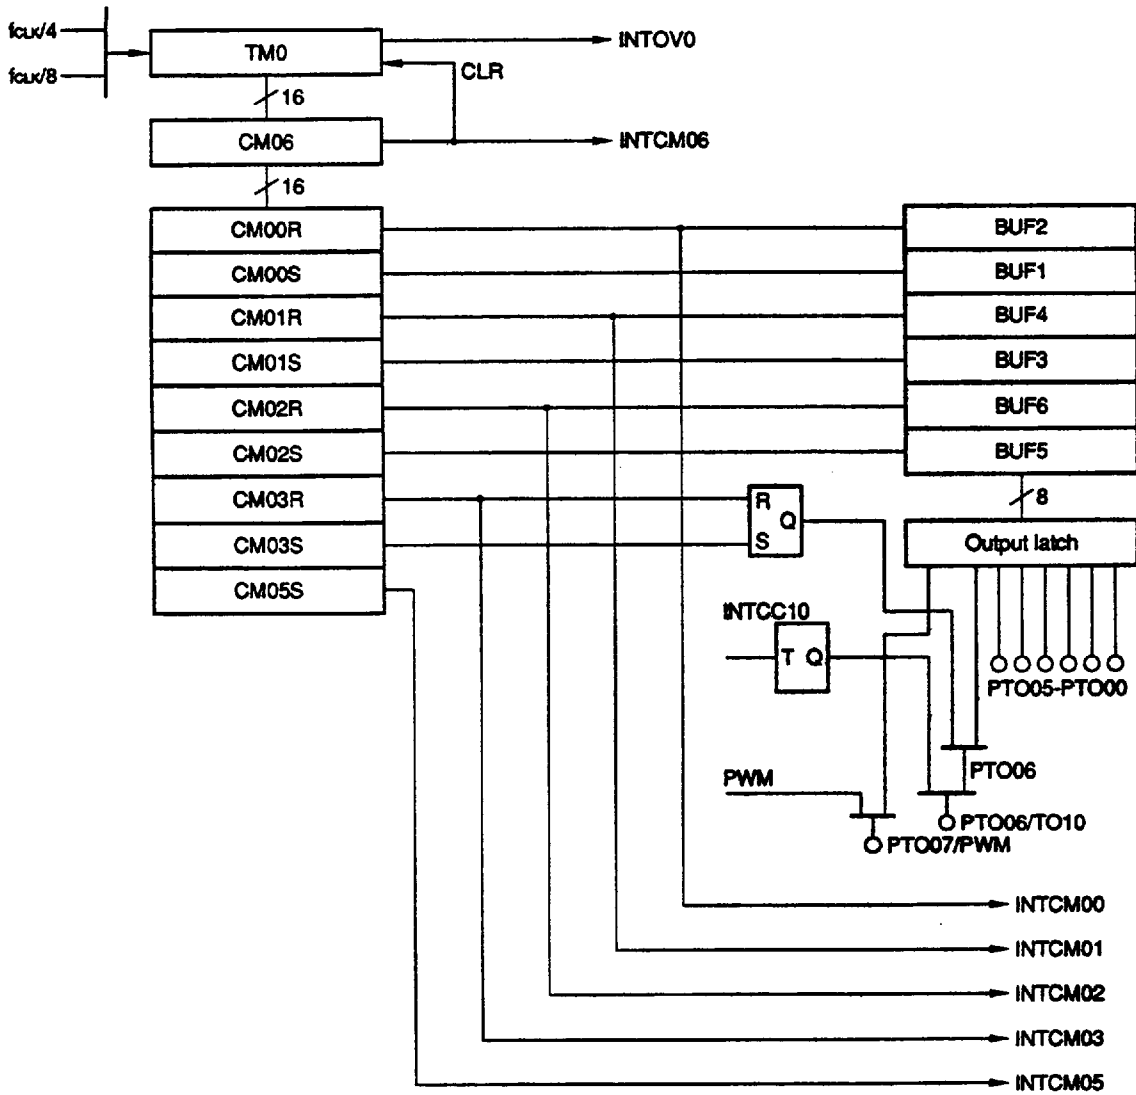 fCLK/4
TM0
INTOV0
fCLK/8
CLR
16
CM06
INTCM06
16
CM00R
BUF2
CM00S
BUF1
CM01R
BUF4
CM01S
BUF3
CM02R
BUF6
CM02S
BUF5
CM03R
R
Q
S
8
CM03S
Output latch
CM05S
INTCC10
T Q
PTO05-PTO00
PTO06
PWM
PTO06/TO10
PTO07/PWM
INTCM00
INTCM01
INTCM02
INTCM03
INTCM05